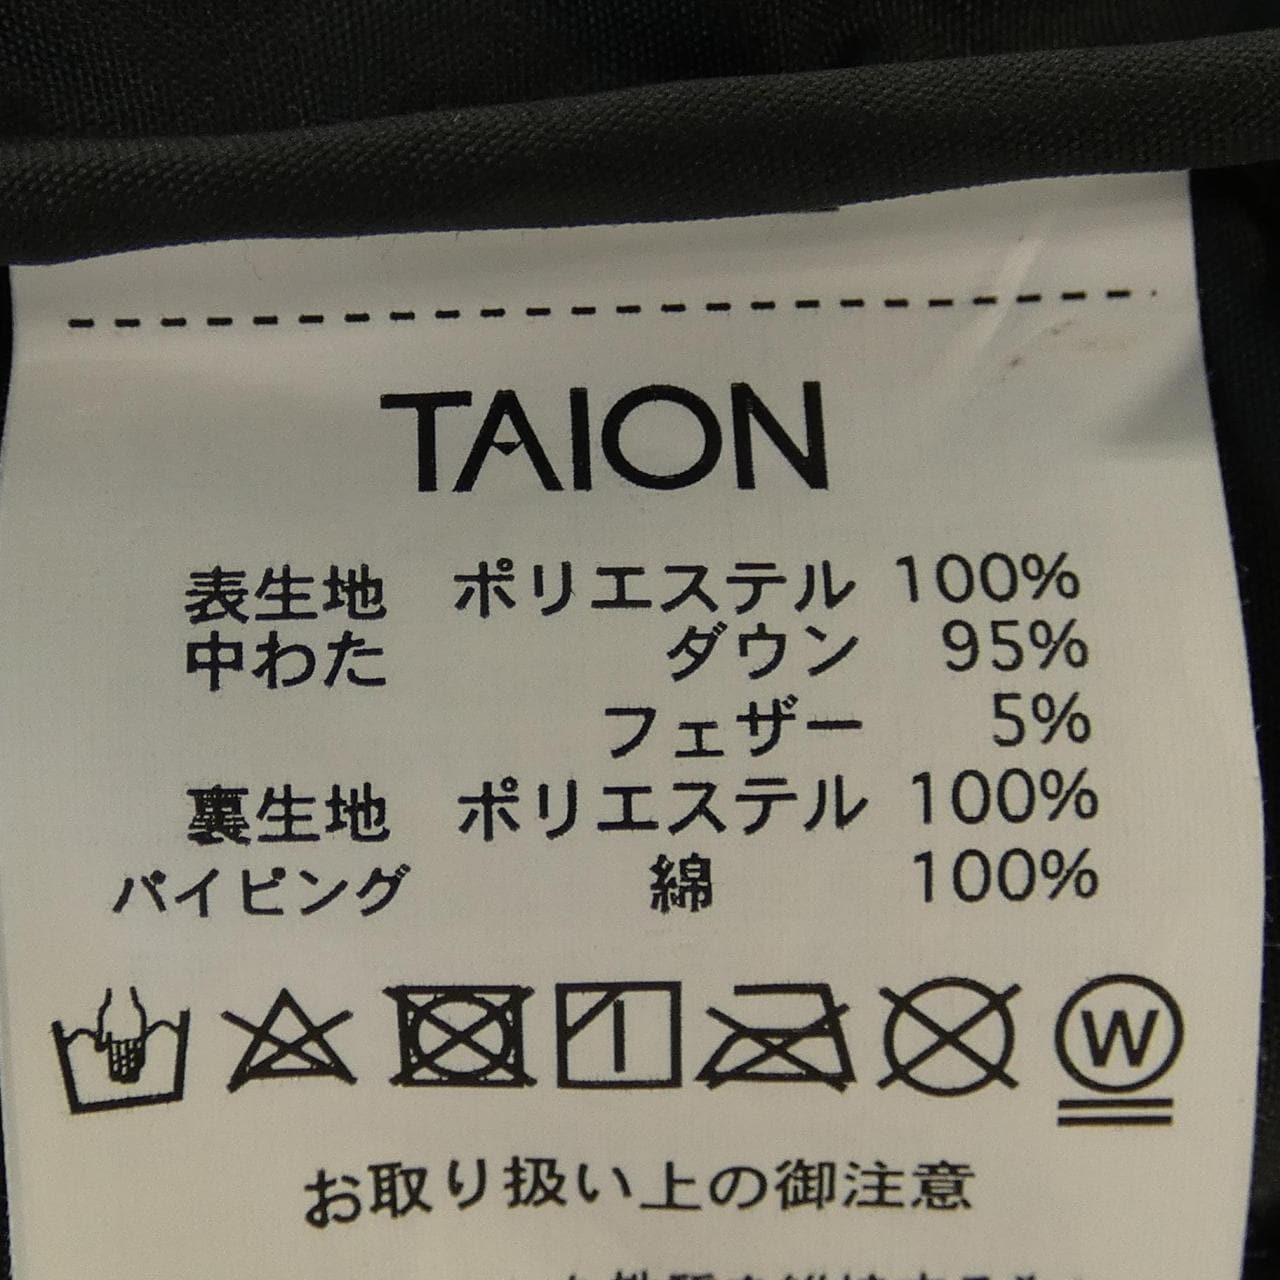 TAION
表生地 ポリエステル 100%
中わた ダウン 95%
フェザー 5%
裏生地 ポリエステル 100%
パイピング 綿 100%
W
お取り扱い上の御注意